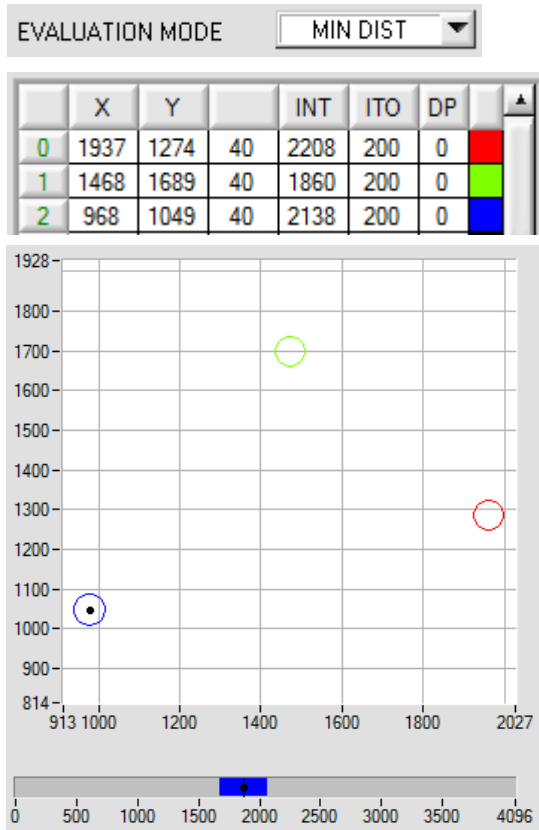 EVALUATION MODE MIN DIST
X Y INT ITO DP
0 1937 1274 40 2208 200 0
1 1468 1689 40 1860 200 0
2 968 1049 40 2138 200 0
1928
1800
1700
1600
1500
1400
1300
1200
1100
1000
900
814
913 1000 1200 1400 1600 1800 2027
0 500 1000 1500 2000 2500 3000 3500 4096